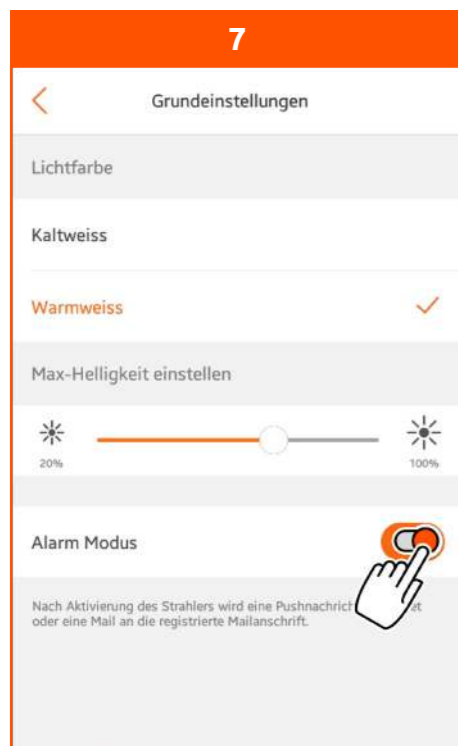 7
Grundeinstellungen
Lichtfarbe
Kaltweiss
Warmweiss
Max-Helligkeit einstellen
20%
100%
Alarm Modus
Nach Aktivierung des Strahlers wird eine
oder eine Mail an die registrierte Mailanschrift.